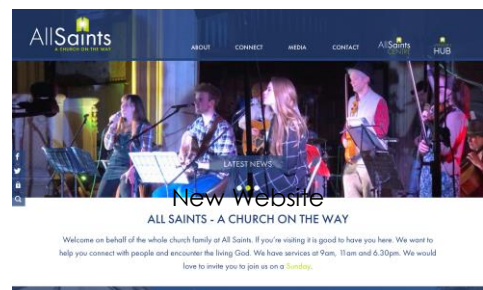 AllSaints
A CHURCH ON THE WAY
ABOUT CONNECT MEDIA CONTACT AllSaints CENTRE HUB
LATEST NEWS
New Website
ALL SAINTS - A CHURCH ON THE WAY
Welcome on behalf of the whole church family at All Saints. If you're visiting it is good to have you here. We want to
help you connect with people and encounter the living God. We have services at 9am, 11am and 6.30pm. We would
love to invite you to join us on a Sunday.